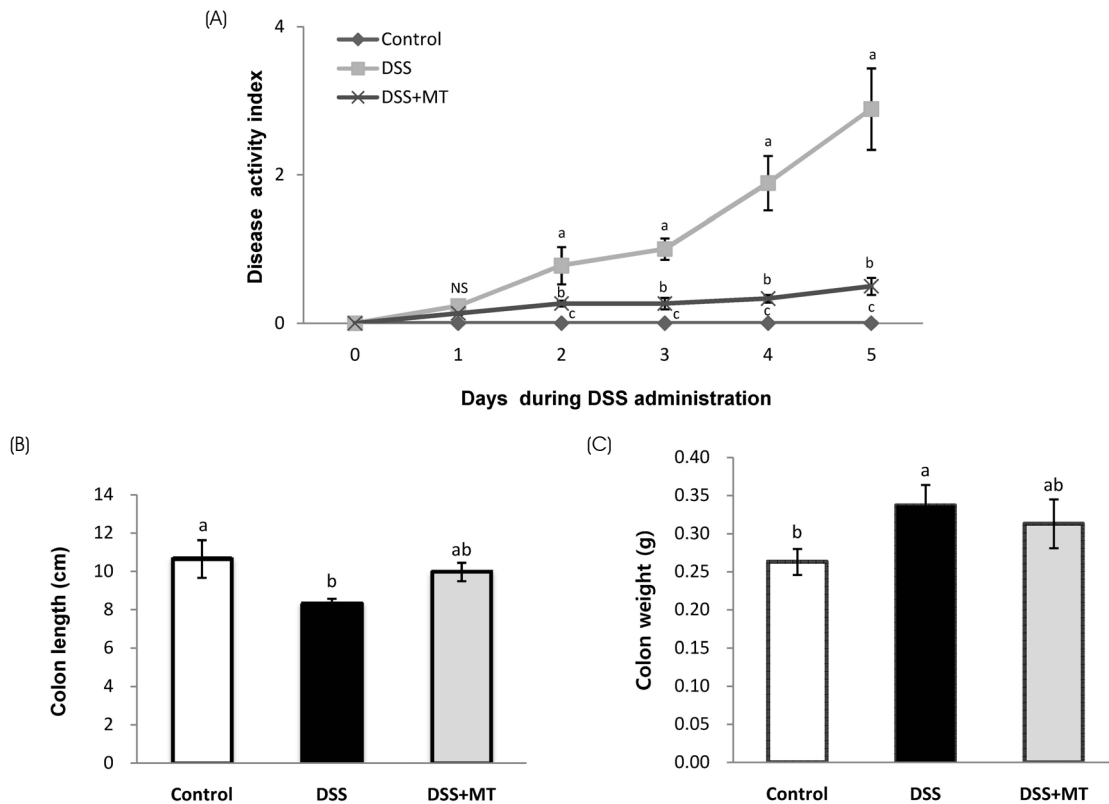 (A)
4
2
0
Disease activity index
Control
DSS
DSS+MT
NS
a
a
a
a
b
b
b
b
c
c
c
c
0 1 2 3 4 5
Days during DSS administration
(B)
14
12
10
8
6
4
2
0
Colon length (cm)
a
b
ab
Control DSS DSS+MT
(C)
0.40
0.35
0.30
0.25
0.20
0.15
0.10
0.05
0.00
Colon weight (g)
b
a
ab
Control DSS DSS+MT